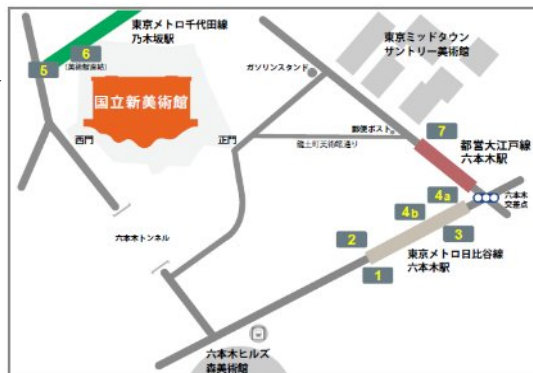 東京メトロ千代田線
乃木坂駅
6
(美術館直結)
5
国立新美術館
西門
正門
ガソリンスタンド
東京ミッドタウン
サントリー美術館
郵便ポスト
龍土町美術館通り
7
都営大江戸線
六本木駅
4a
六本木
交差点
4b
3
2
1
東京メトロ日比谷線
六本木駅
六本木トンネル
六本木ヒルズ
森美術館